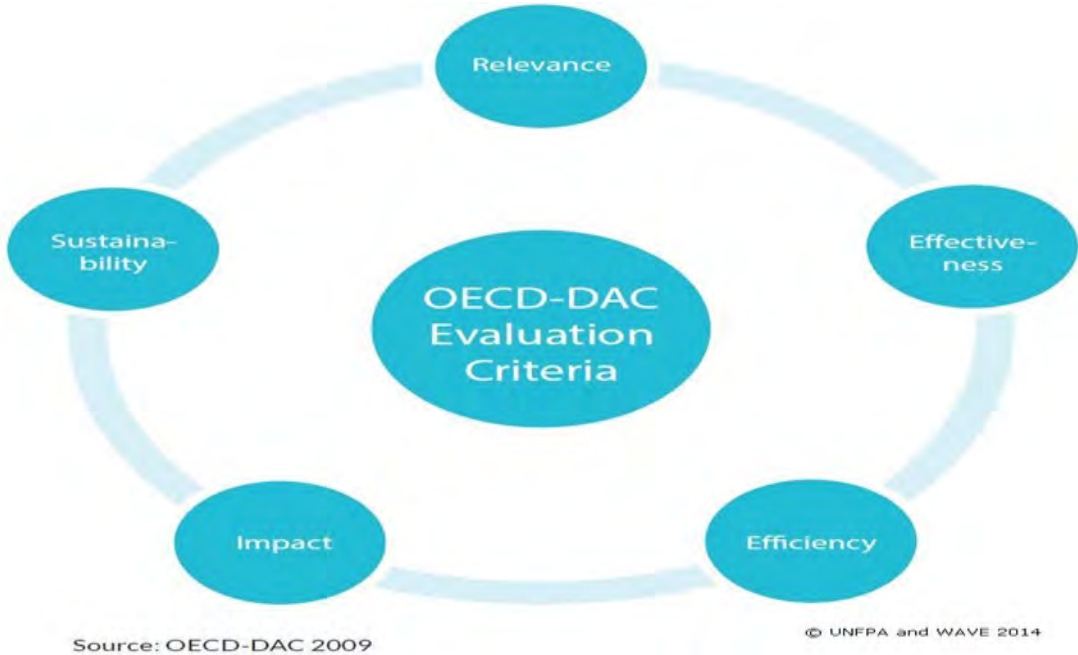 Relevance
Sustaina-
bility
Effective-
ness
OECD-DAC
Evaluation
Criteria
Impact
Efficiency
Source: OECD-DAC 2009
© UNFPA and WAVE 2014